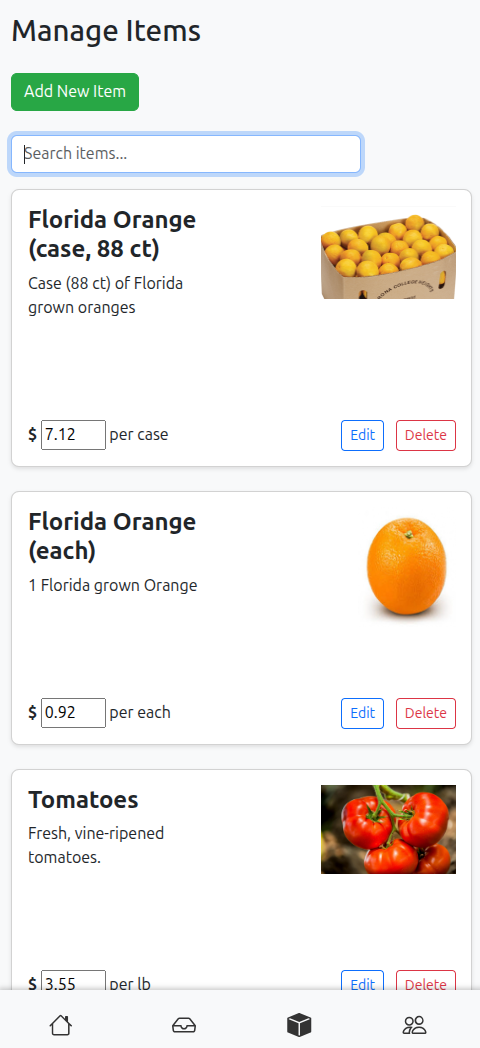 Manage Items
Add New Item
Search items...
Florida Orange
(case, 88 ct)
Case (88 ct) of Florida
grown oranges
$ 7.12 per case
Edit
Delete
Florida Orange
(each)
1 Florida grown Orange
$ 0.92 per each
Edit
Delete
Tomatoes
Fresh, vine-ripened
tomatoes.
$ 3.55 per lb
Edit
Delete